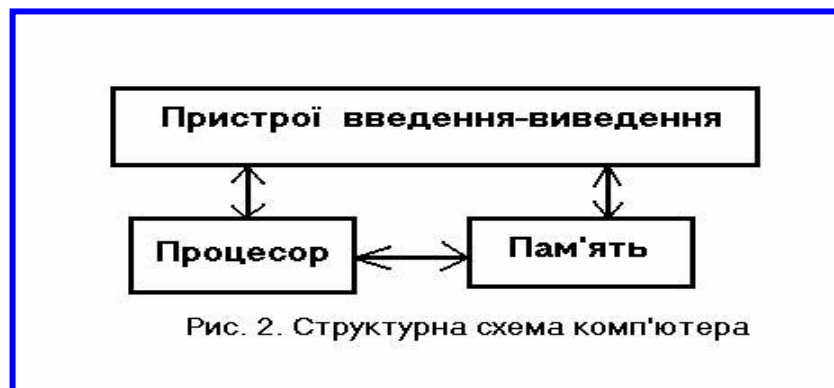 Пристрої введення-виведення
Процесор
Пам'ять
Рис. 2. Структурна схема комп'ютера